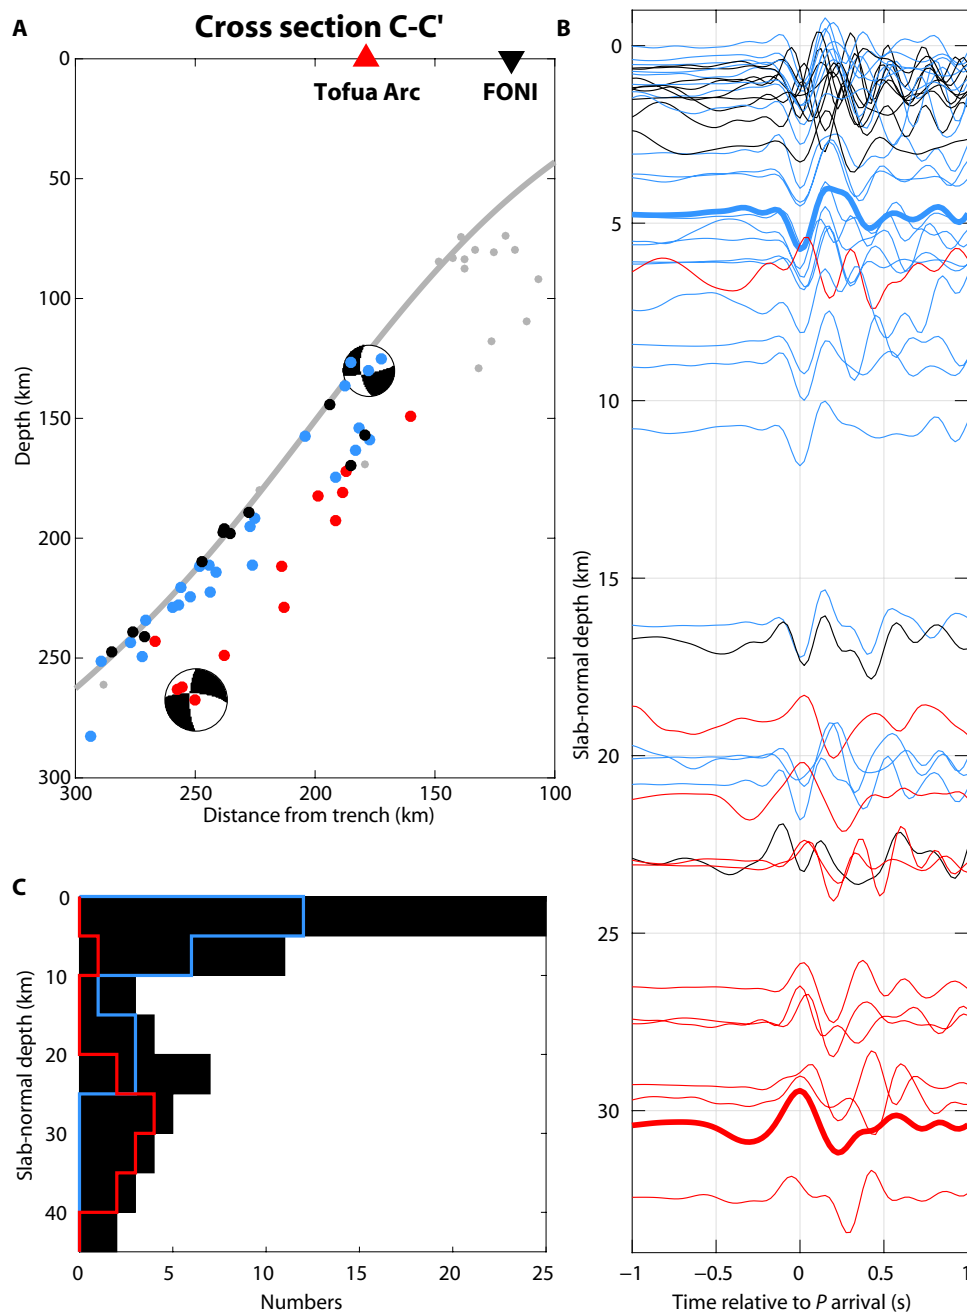 A
Cross section C-C'
B
0
Tofua Arc
FONI
50
100
150
200
250
300
Depth (km)
300
250
200
150
100
Distance from trench (km)
0
5
10
15
20
25
30
Slab-normal depth (km)
−1
−0.5
0
0.5
1
Time relative to P arrival (s)
C
0
10
20
30
40
Slab-normal depth (km)
0
5
10
15
20
25
Numbers